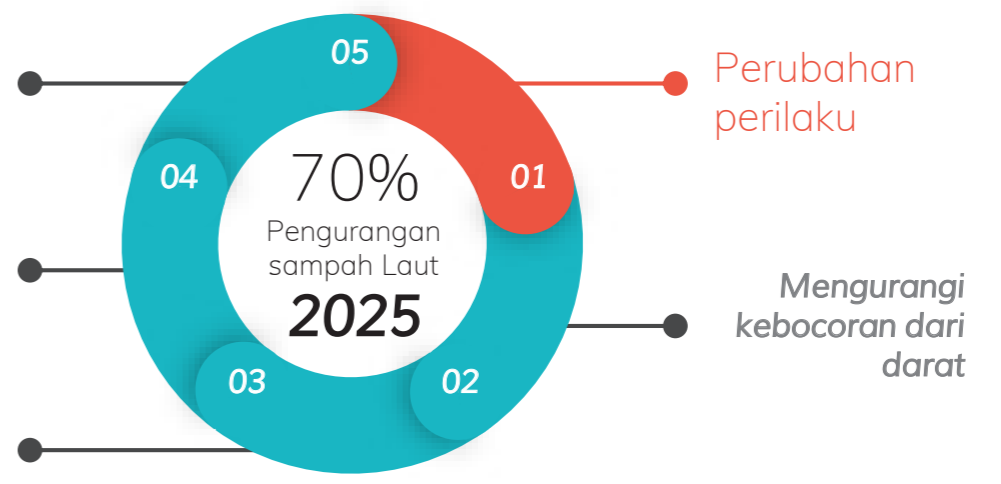 05
01
04
03
02
70%
Pengurangan
sampah Laut
2025
Perubahan
perilaku
Mengurangi
kebocoran dari
darat